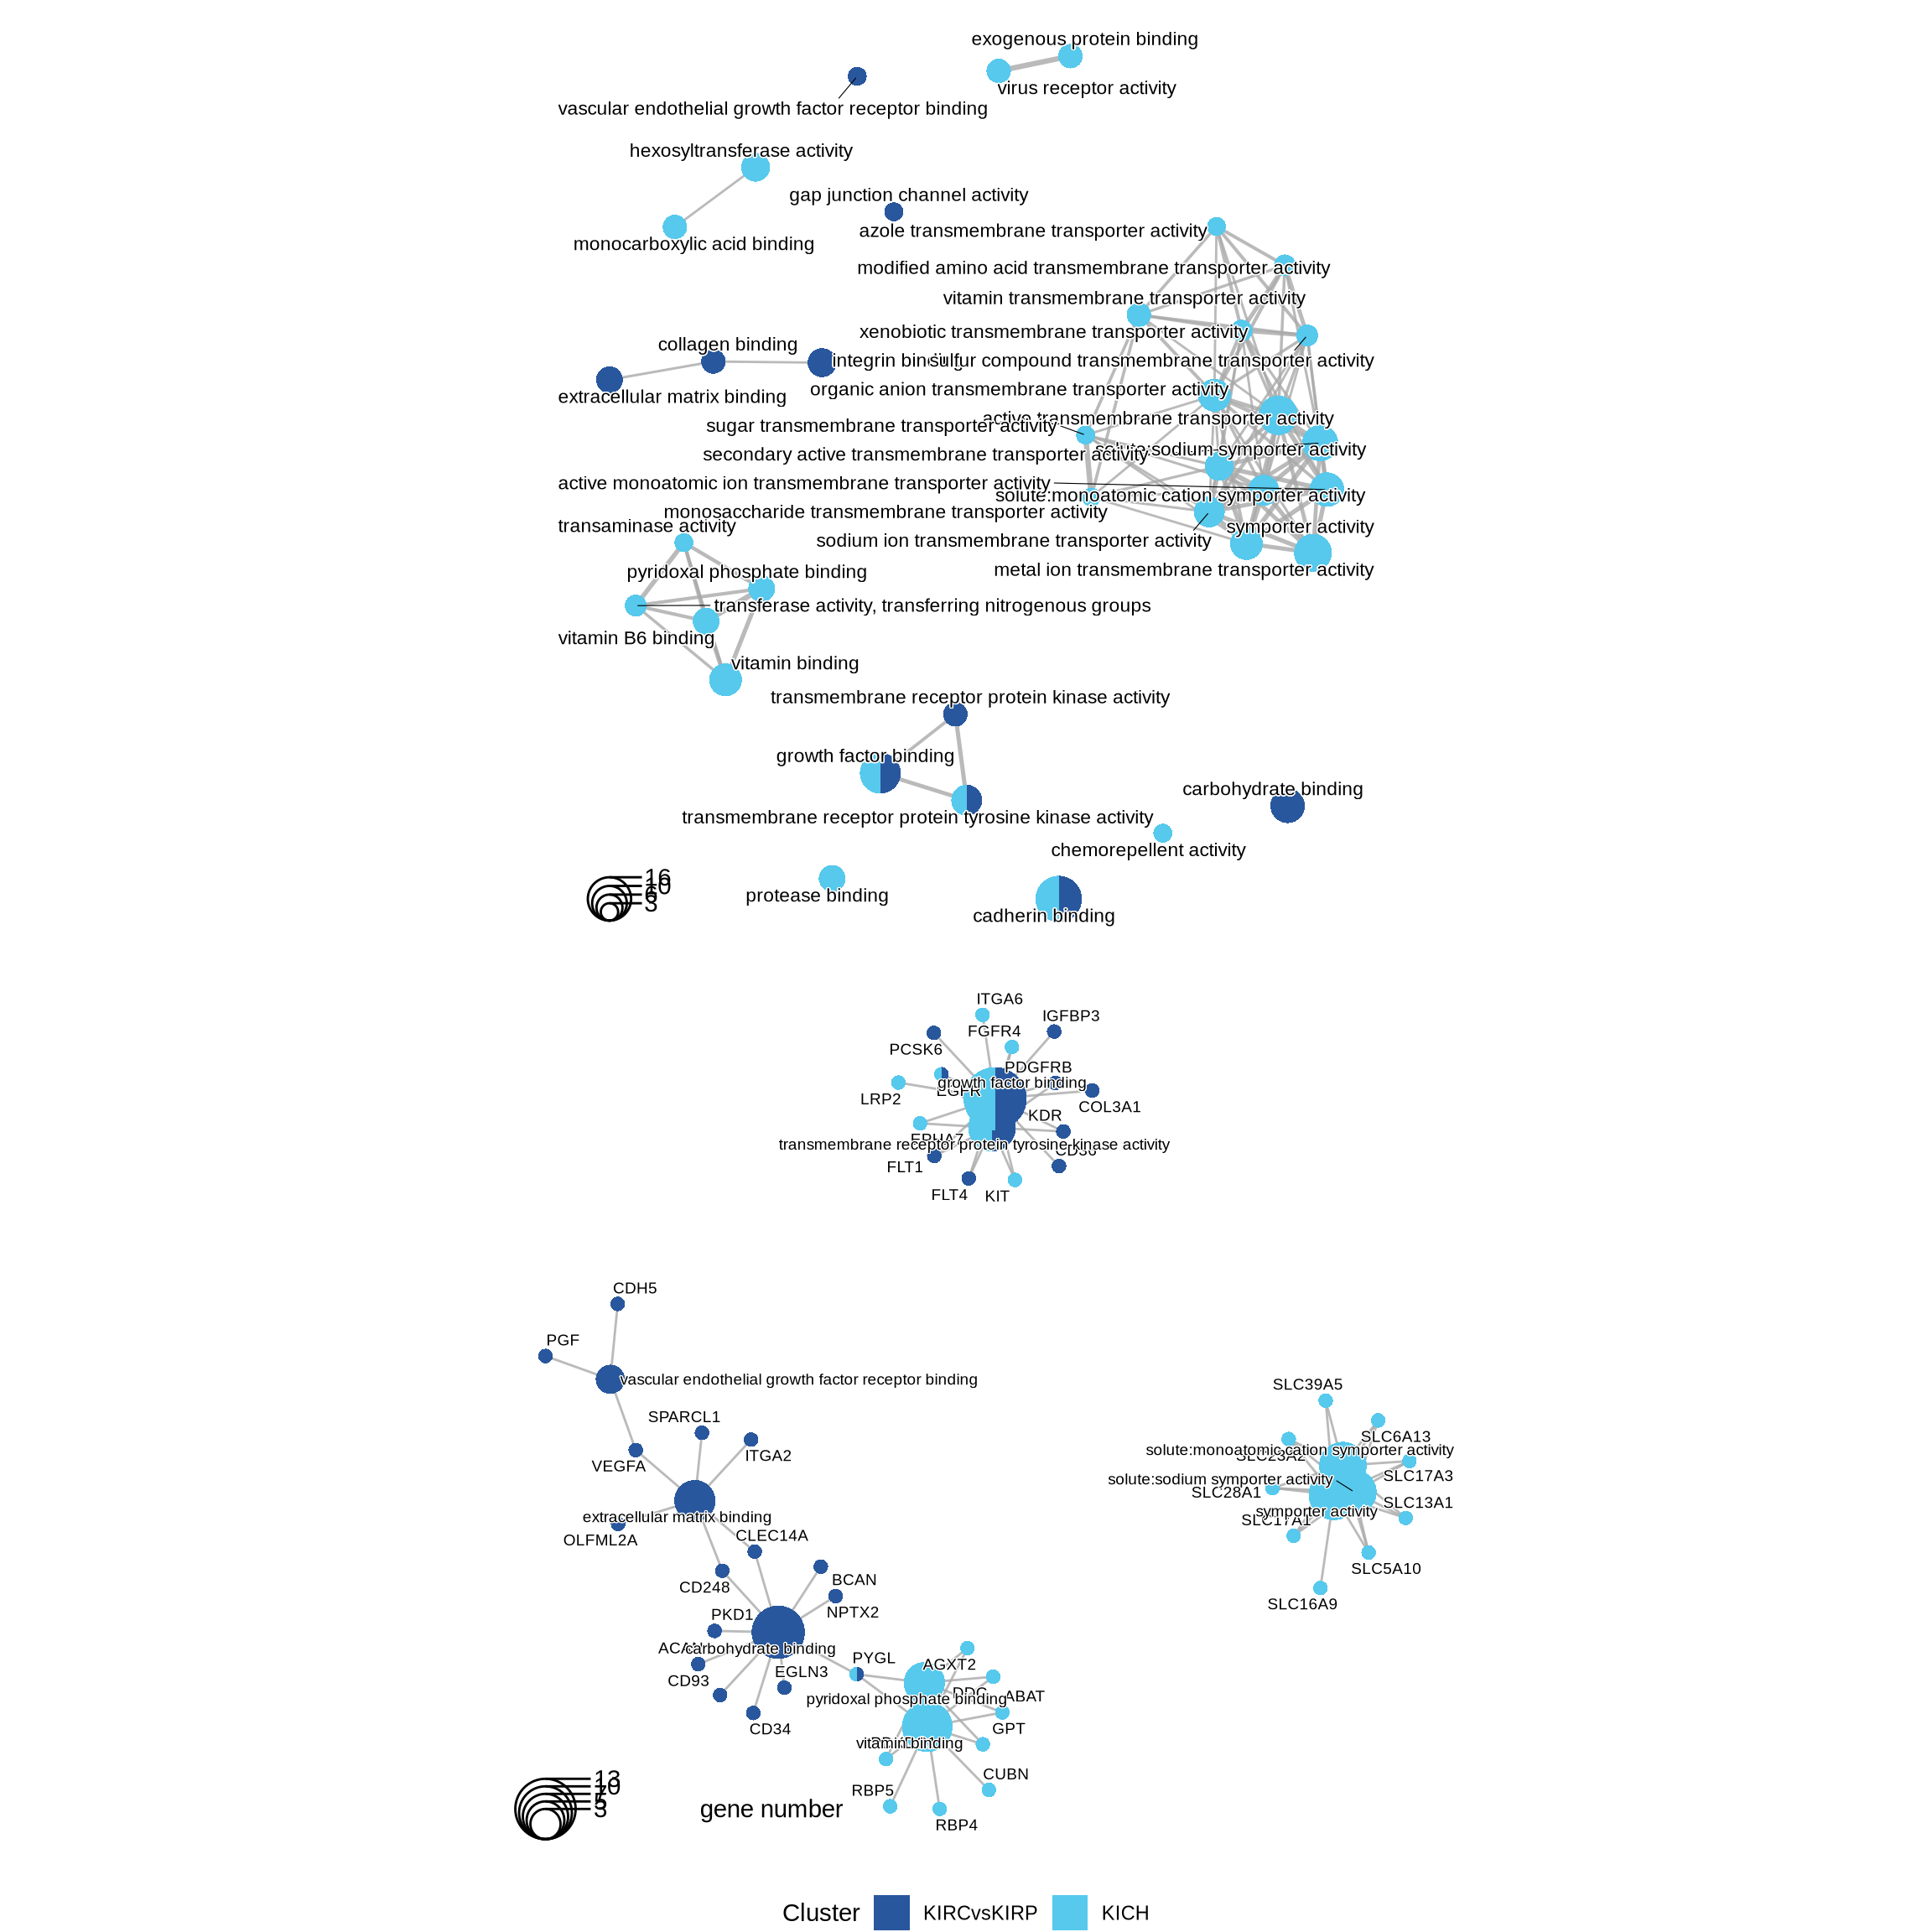 exogenous protein binding
virus receptor activity
vascular endothelial growth factor receptor binding
hexosyltransferase activity
gap junction channel activity
azole transmembrane transporter activity
monocarboxylic acid binding
modified amino acid transmembrane transporter activity
vitamin transmembrane transporter activity
xenobiotic transmembrane transporter activity
collagen binding
integrin binding
sulfur compound transmembrane transporter activity
organic anion transmembrane transporter activity
extracellular matrix binding
active transmembrane transporter activity
sugar transmembrane transporter activity
solute:sodium symporter activity
secondary active transmembrane transporter activity
active monoatomic ion transmembrane transporter activity
solute:monoatomic cation symporter activity
monosaccharide transmembrane transporter activity
transaminase activity
symporter activity
sodium ion transmembrane transporter activity
metal ion transmembrane transporter activity
pyridoxal phosphate binding
transferase activity, transferring nitrogenous groups
vitamin B6 binding
vitamin binding
transmembrane receptor protein kinase activity
growth factor binding
carbohydrate binding
transmembrane receptor protein tyrosine kinase activity
chemorepellent activity
protease binding
cadherin binding
16
10
6
3
ITGA6
IGFBP3
FGFR4
PCSK6
PDGFRB
growth factor binding
EGFR
LRP2
COL3A1
KDR
EPHA7
transmembrane receptor protein tyrosine kinase activity
CD36
FLT1
FLT4
KIT
CDH5
PGF
vascular endothelial growth factor receptor binding
SLC39A5
SPARCL1
SLC6A13
ITGA2
solute:monoatomic cation symporter activity
SLC23A2
VEGFA
SLC17A3
solute:sodium symporter activity
SLC28A1
SLC13A1
symporter activity
extracellular matrix binding
SLC17A1
CLEC14A
OLFML2A
SLC5A10
BCAN
CD248
SLC16A9
NPTX2
PKD1
ACAN
carbohydrate binding
PYGL
AGXT2
EGLN3
CD93
DDC
ABAT
pyridoxal phosphate binding
CD34
GPT
vitamin binding
CUBN
RBP5
RBP4
13
10
7
5
3
gene number
Cluster
KIRCvsKIRP
KICH